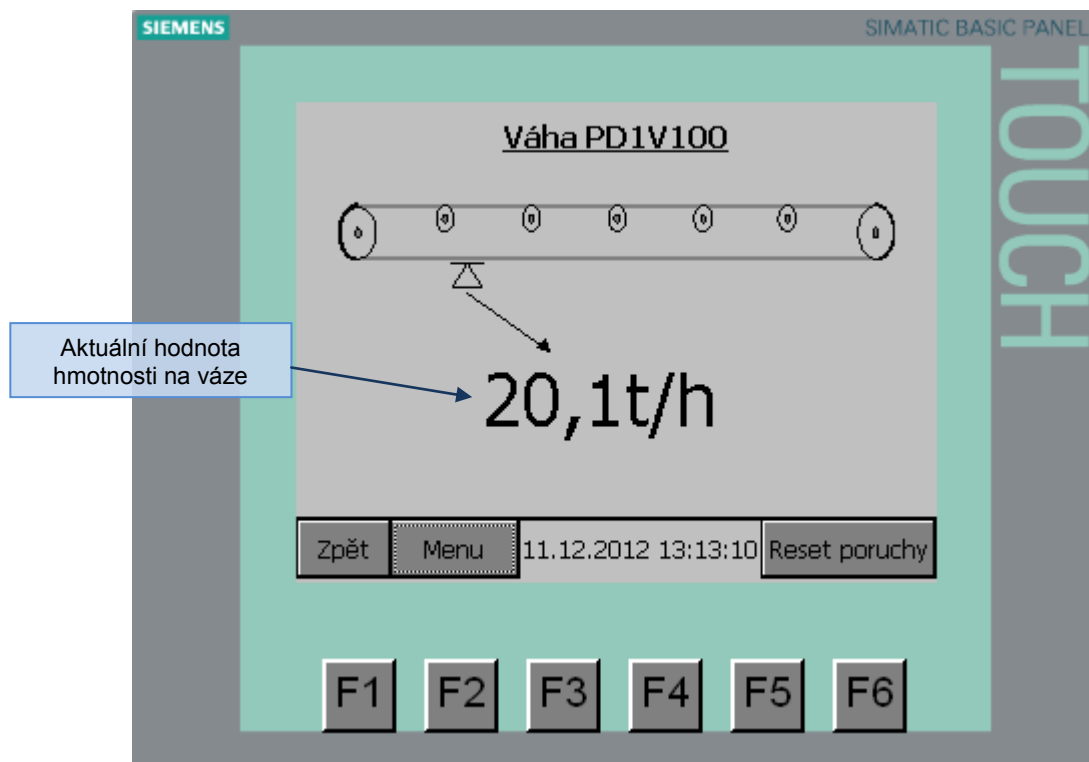 SIEMENS
SIMATIC BASIC PANEL
TOUCH
Váha PD1V100
Aktuální hodnota
hmotnosti na váze
20,1t/h
Zpět Menu 11.12.2012 13:13:10 Reset poruchy
F1 F2 F3 F4 F5 F6